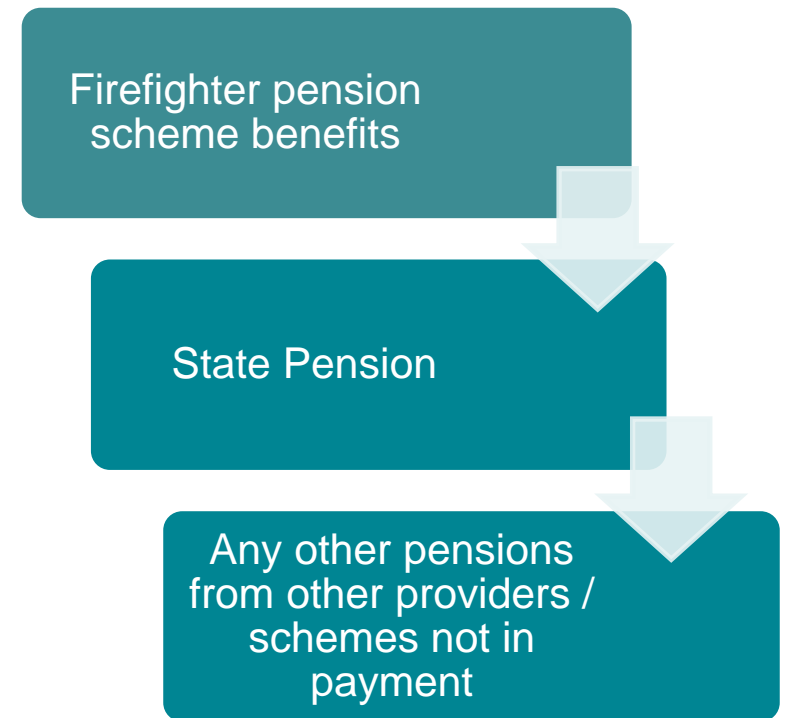 Firefighter pension
scheme benefits
State Pension
Any other pensions
from other providers /
schemes not in
payment